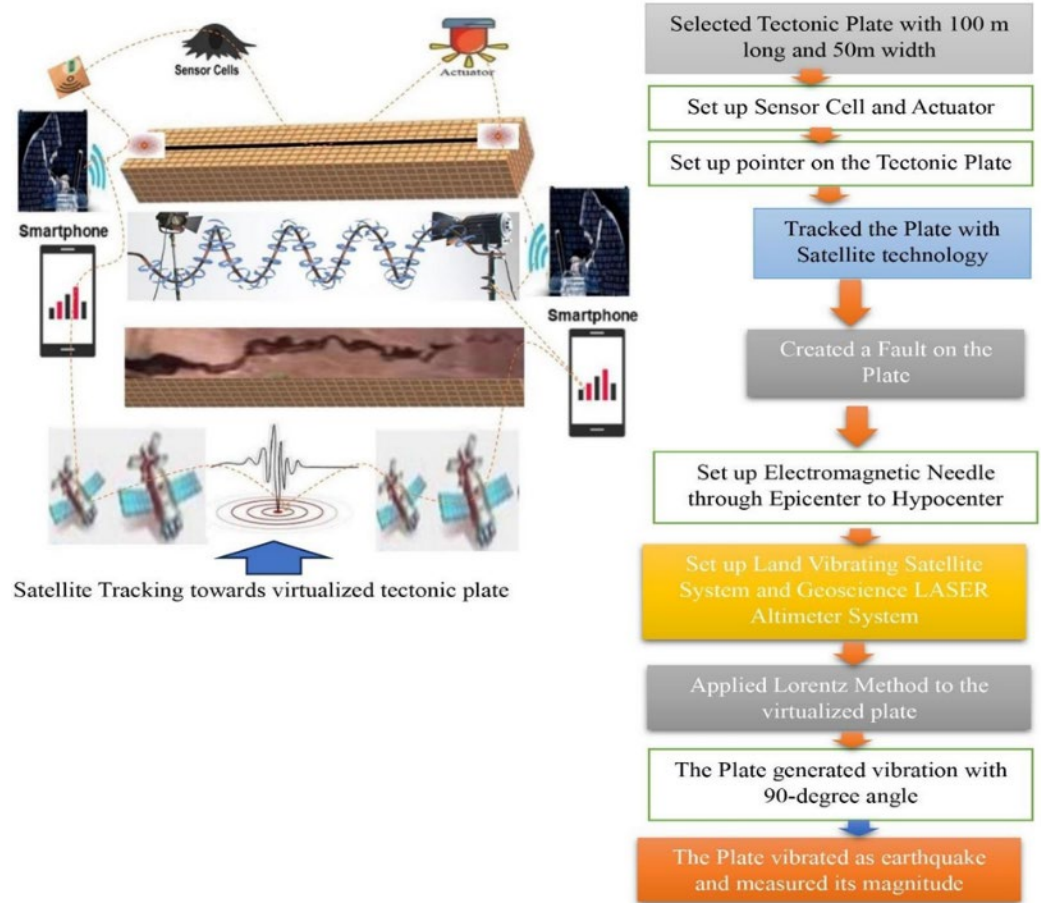 Sensor Cells
Actuator
Smartphone
Smartphone
Satellite Tracking towards virtualized tectonic plate
Selected Tectonic Plate with 100 m
long and 50m width
Set up Sensor Cell and Actuator
Set up pointer on the Tectonic Plate
Tracked the Plate with
Satellite technology
Created a Fault on the
Plate
Set up Electromagnetic Needle
through Epicenter to Hypocenter
Set up Land Vibrating Satellite
System and Geoscience LASER
Altimeter System
Applied Lorentz Method to the
virtualized plate
The Plate generated vibration with
90-degree angle
The Plate vibrated as earthquake
and measured its magnitude